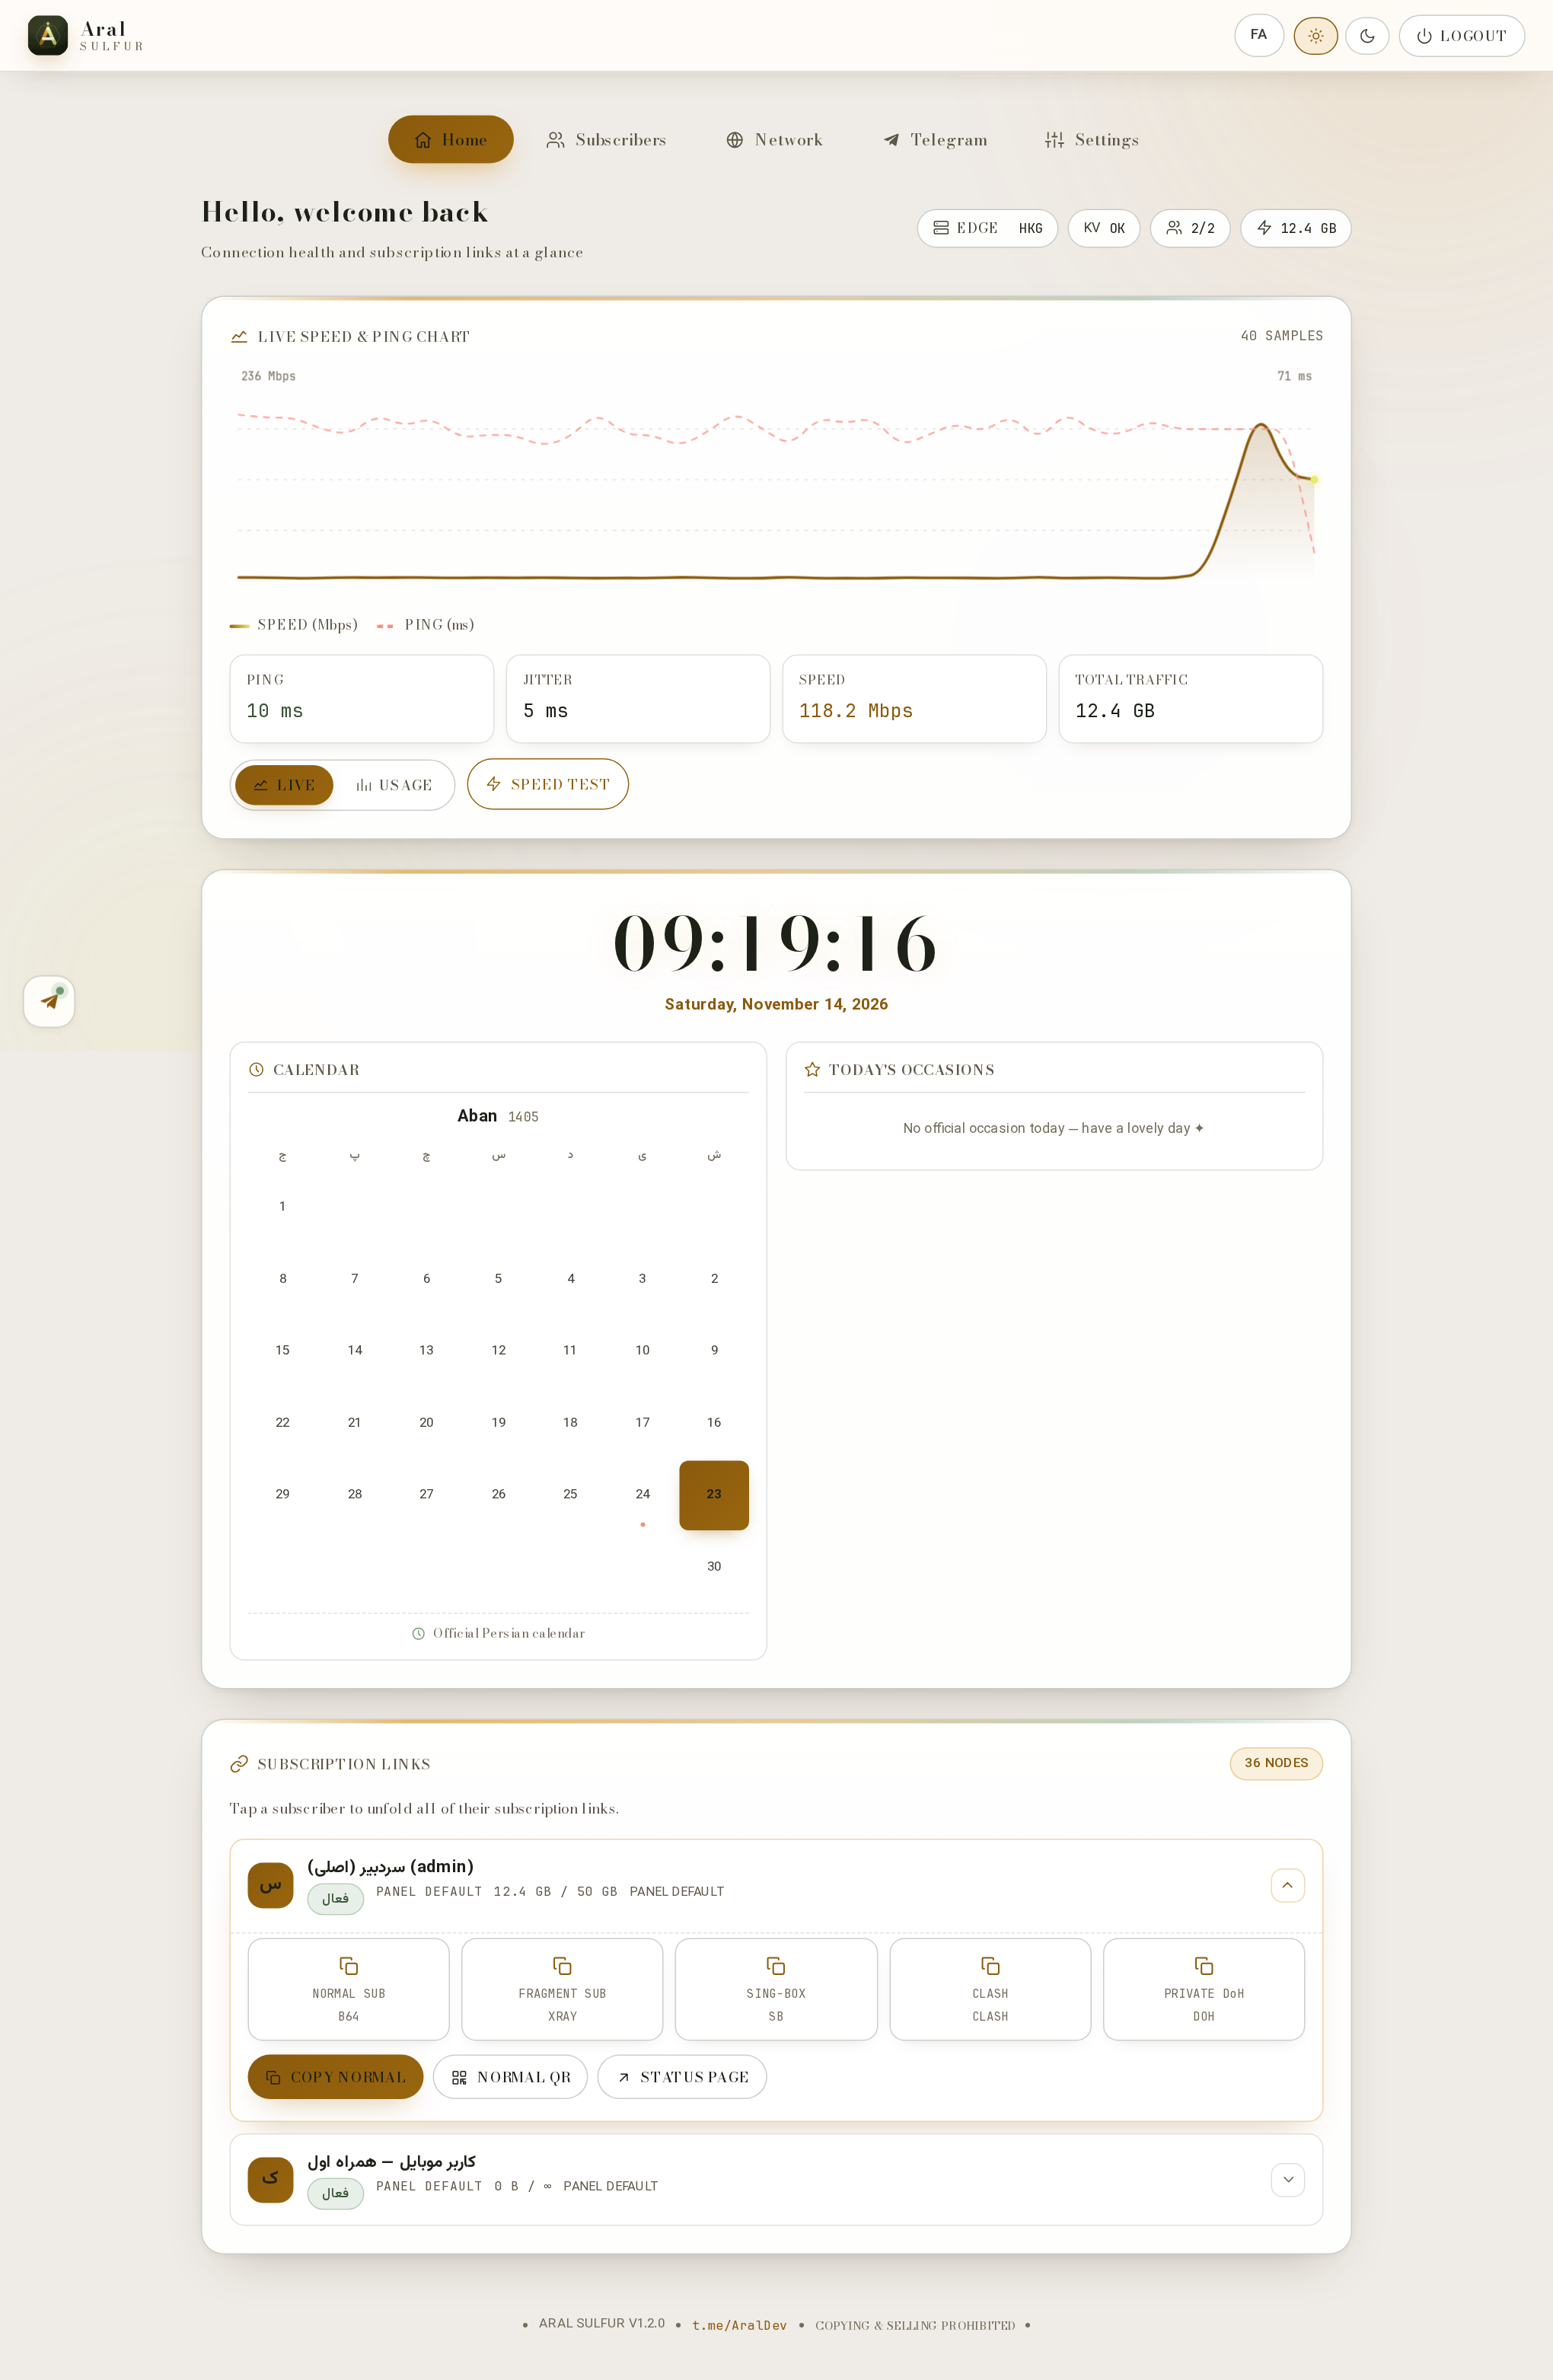 Aral
SULFUR
FA
LOGOUT
Home
Subscribers
Network
Telegram
Settings
Hello, welcome back
Connection health and subscription links at a glance
EDGE HKG
KV OK
2/2
12.4 GB
LIVE SPEED & PING CHART
40 SAMPLES
236 Mbps
71 ms
SPEED (Mbps)
PING (ms)
PING
10 ms
JITTER
5 ms
SPEED
118.2 Mbps
TOTAL TRAFFIC
12.4 GB
LIVE
USAGE
SPEED TEST
09:19:16
Saturday, November 14, 2026
CALENDAR
Aban 1405
ش ی د س چ پ ج
1
8 7 6 5 4 3 2
15 14 13 12 11 10 9
22 21 20 19 18 17 16
29 28 27 26 25 24 23
30
Official Persian calendar
TODAY'S OCCASIONS
No official occasion today — have a lovely day ✦
SUBSCRIPTION LINKS
36 NODES
Tap a subscriber to unfold all of their subscription links.
س
سردبیر (اصلی) (admin)
فعال
PANEL DEFAULT 12.4 GB / 50 GB PANEL DEFAULT
NORMAL SUB
B64
FRAGMENT SUB
XRAY
SING-BOX
SB
CLASH
CLASH
PRIVATE DoH
DOH
COPY NORMAL
NORMAL QR
STATUS PAGE
ک
کاربر موبایل — همراه اول
فعال
PANEL DEFAULT 0 B / ∞ PANEL DEFAULT
• ARAL SULFUR V1.2.0 • t.me/AralDev • COPYING & SELLING PROHIBITED •